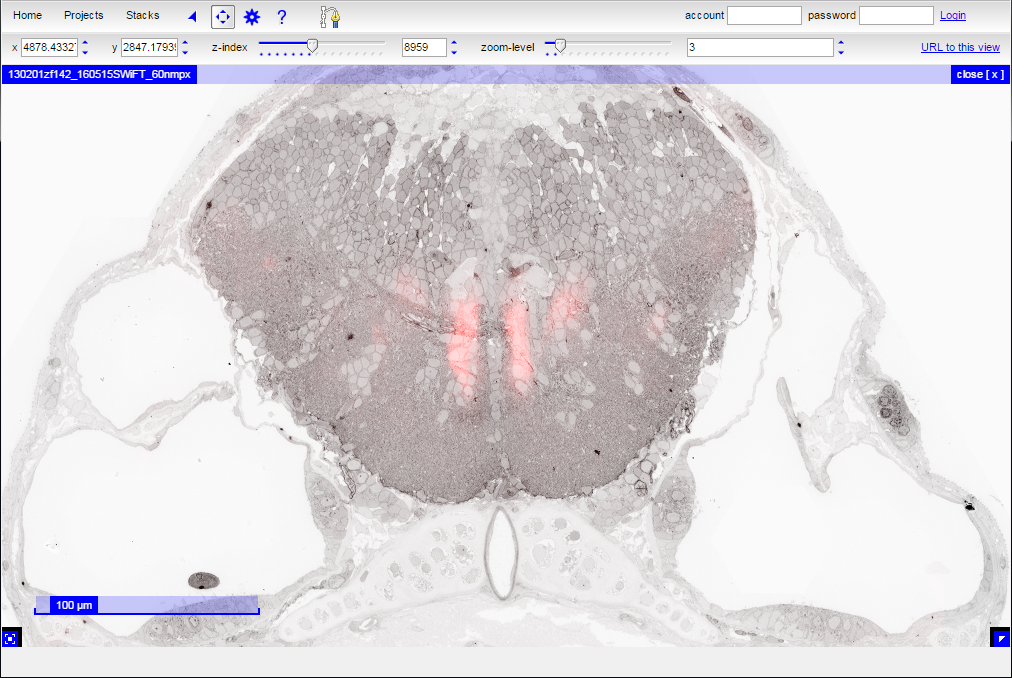 Home Projects Stacks ? account password Login
x 4878.4332 y 2847.1793 z-index 8959 zoom-level 3 URL to this view
130201zf142_160515SWiFT_60nmpx close [ x ]
100 µm